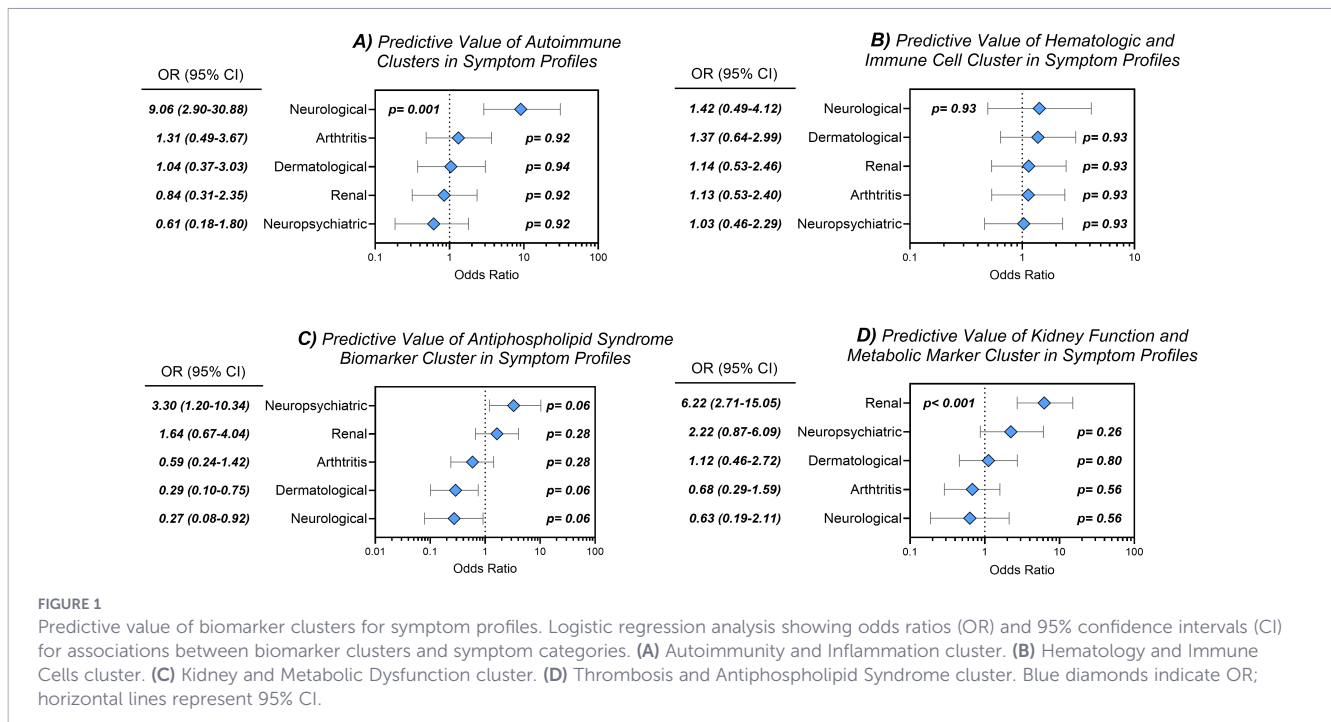 A) Predictive Value of Autoimmune
Clusters in Symptom Profiles
OR (95% CI)
9.06 (2.90-30.88)
1.31 (0.49-3.67)
1.04 (0.37-3.03)
0.84 (0.31-2.35)
0.61 (0.18-1.80)
Neurological
Arthtritis
Dermatological
Renal
Neuropsychiatric
p= 0.001
p= 0.92
p= 0.94
p= 0.92
p= 0.92
0.1 1 10 100
Odds Ratio
B) Predictive Value of Hematologic and
Immune Cell Cluster in Symptom Profiles
OR (95% CI)
1.42 (0.49-4.12)
1.37 (0.64-2.99)
1.14 (0.53-2.46)
1.13 (0.53-2.40)
1.03 (0.46-2.29)
Neurological
Dermatological
Renal
Arthtritis
Neuropsychiatric
p= 0.93
p= 0.93
p= 0.93
p= 0.93
p= 0.93
0.1 1 10
Odds Ratio
C) Predictive Value of Antiphospholipid Syndrome
Biomarker Cluster in Symptom Profiles
OR (95% CI)
3.30 (1.20-10.34)
1.64 (0.67-4.04)
0.59 (0.24-1.42)
0.29 (0.10-0.75)
0.27 (0.08-0.92)
Neuropsychiatric
Renal
Arthtritis
Dermatological
Neurological
p= 0.06
p= 0.28
p= 0.28
p= 0.06
p= 0.06
0.01 0.1 1 10 100
Odds Ratio
D) Predictive Value of Kidney Function and
Metabolic Marker Cluster in Symptom Profiles
OR (95% CI)
6.22 (2.71-15.05)
2.22 (0.87-6.09)
1.12 (0.46-2.72)
0.68 (0.29-1.59)
0.63 (0.19-2.11)
Renal
Neuropsychiatric
Dermatological
Arthtritis
Neurological
p< 0.001
p= 0.26
p= 0.80
p= 0.56
p= 0.56
0.1 1 10 100
Odds Ratio
FIGURE 1
Predictive value of biomarker clusters for symptom profiles. Logistic regression analysis showing odds ratios (OR) and 95% confidence intervals (CI)
for associations between biomarker clusters and symptom categories. (A) Autoimmunity and Inflammation cluster. (B) Hematology and Immune
Cells cluster. (C) Kidney and Metabolic Dysfunction cluster. (D) Thrombosis and Antiphospholipid Syndrome cluster. Blue diamonds indicate OR;
horizontal lines represent 95% CI.